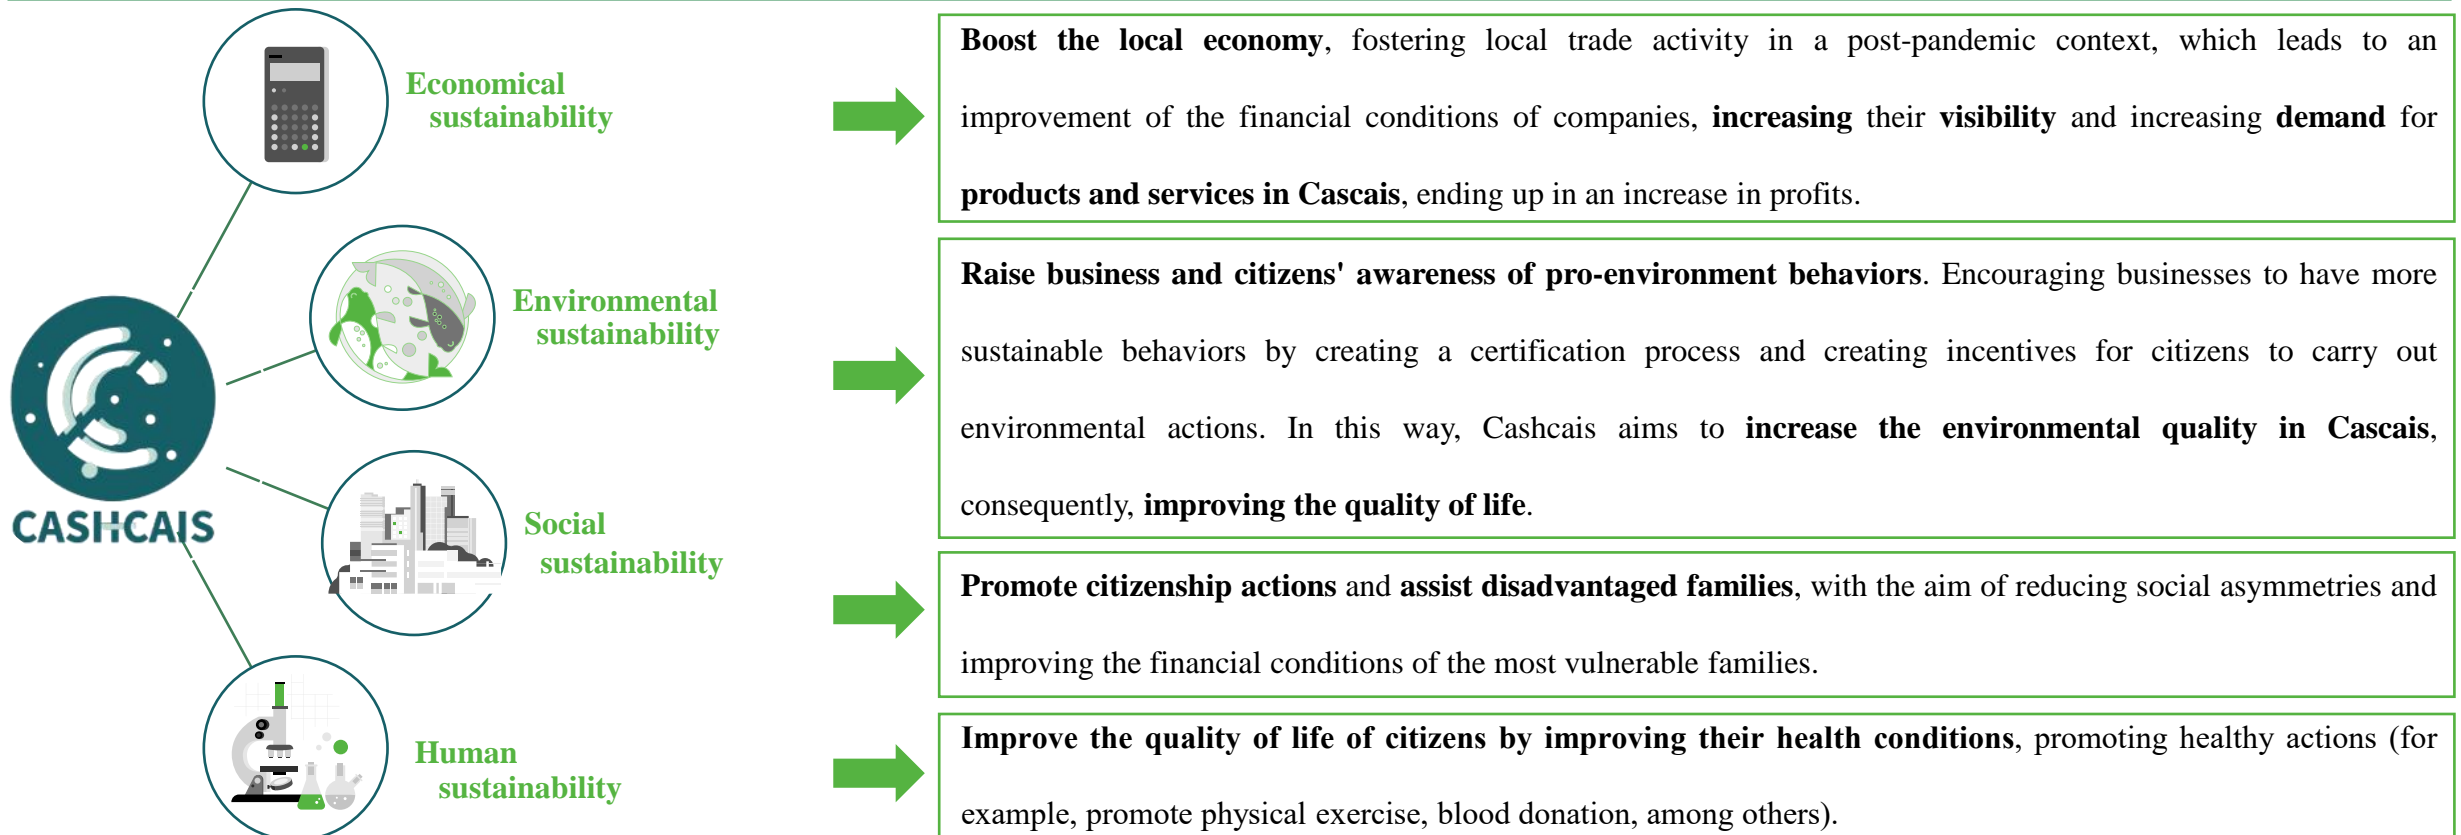 Economical
sustainability
Boost the local economy, fostering local trade activity in a post-pandemic context, which leads to an
improvement of the financial conditions of companies, increasing their visibility and increasing demand for
products and services in Cascais, ending up in an increase in profits.
Environmental
sustainability
Raise business and citizens' awareness of pro-environment behaviors. Encouraging businesses to have more
sustainable behaviors by creating a certification process and creating incentives for citizens to carry out
environmental actions. In this way, Cashcais aims to increase the environmental quality in Cascais,
consequently, improving the quality of life.
CASHCAIS
Social
sustainability
Promote citizenship actions and assist disadvantaged families, with the aim of reducing social asymmetries and
improving the financial conditions of the most vulnerable families.
Human
sustainability
Improve the quality of life of citizens by improving their health conditions, promoting healthy actions (for
example, promote physical exercise, blood donation, among others).